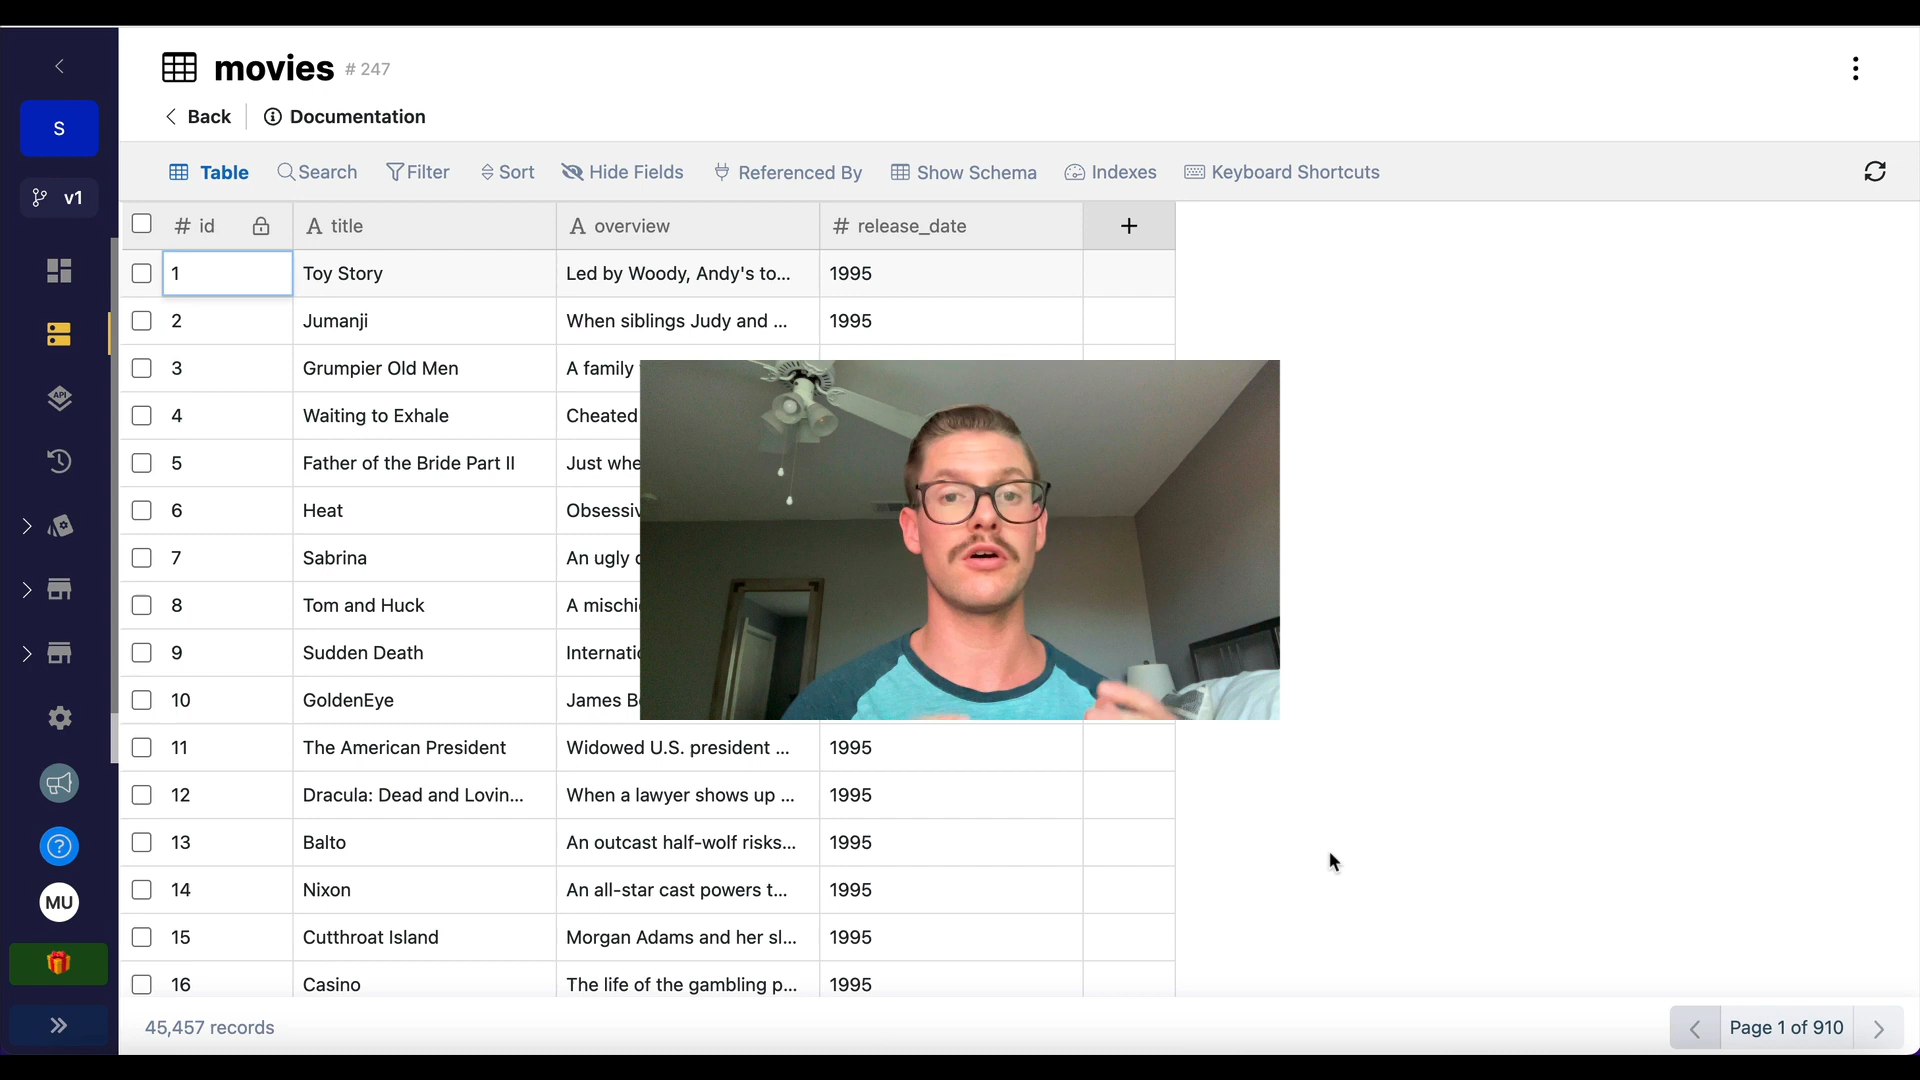 movies # 247
Back Documentation
S
v1
Table Search Filter Sort Hide Fields Referenced By Show Schema Indexes Keyboard Shortcuts
# id A title A overview # release_date +
1 Toy Story Led by Woody, Andy's to... 1995
2 Jumanji When siblings Judy and ... 1995
3 Grumpier Old Men A family
4 Waiting to Exhale Cheated
5 Father of the Bride Part II Just whe
6 Heat Obsessiv
7 Sabrina An ugly
8 Tom and Huck A mischi
9 Sudden Death Internatio
10 GoldenEye James B
11 The American President Widowed U.S. president ... 1995
12 Dracula: Dead and Lovin... When a lawyer shows up ... 1995
13 Balto An outcast half-wolf risks... 1995
14 Nixon An all-star cast powers t... 1995
15 Cutthroat Island Morgan Adams and her sl... 1995
16 Casino The life of the gambling p... 1995
API
?
MU
45,457 records
Page 1 of 910